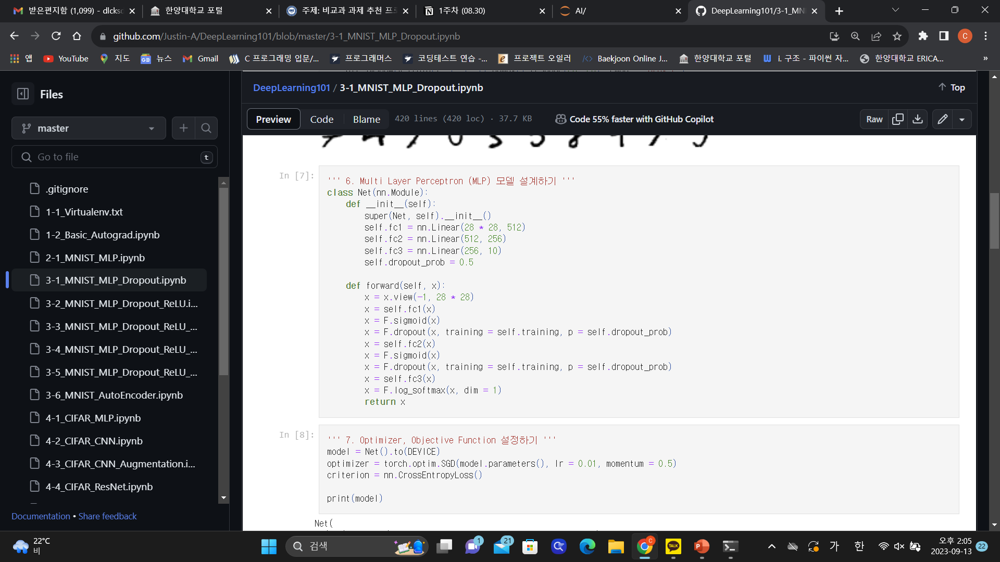 받은편지함 (1,099) - dlcksc
한양대학교 포털
주제: 비교과 과제 추천 프로
1주차 (08.30)
AI/
DeepLearning101/3-1_MNI
github.com/Justin-A/DeepLearning101/blob/master/3-1_MNIST_MLP_Dropout.ipynb
C
앱
YouTube
지도
뉴스
Gmail
C 프로그래밍 입문/...
프로그래머스
코딩테스트 연습 -...
프로젝트 오일러
Baekjoon Online J...
한양대학교 포털
i. 구조 - 파이썬 자...
한양대학교 ERICA...
»
Files
master
Go to file
t
.gitignore
1-1_Virtualenv.txt
1-2_Basic_Autograd.ipynb
2-1_MNIST_MLP.ipynb
3-1_MNIST_MLP_Dropout.ipynb
3-2_MNIST_MLP_Dropout_ReLU.i...
3-3_MNIST_MLP_Dropout_ReLU_...
3-4_MNIST_MLP_Dropout_ReLU_...
3-5_MNIST_MLP_Dropout_ReLU_...
3-6_MNIST_AutoEncoder.ipynb
4-1_CIFAR_MLP.ipynb
4-2_CIFAR_CNN.ipynb
4-3_CIFAR_CNN_Augmentation.i...
4-4_CIFAR_ResNet.ipynb
Documentation • Share feedback
DeepLearning101 / 3-1_MNIST_MLP_Dropout.ipynb
Top
Preview
Code
Blame
420 lines (420 loc) · 37.7 KB
Code 55% faster with GitHub Copilot
Raw
In [7]:
''' 6. Multi Layer Perceptron (MLP) 모델 설계하기 '''
class Net(nn.Module):
    def __init__(self):
        super(Net, self).__init__()
        self.fc1 = nn.Linear(28 * 28, 512)
        self.fc2 = nn.Linear(512, 256)
        self.fc3 = nn.Linear(256, 10)
        self.dropout_prob = 0.5
    def forward(self, x):
        x = x.view(-1, 28 * 28)
        x = self.fc1(x)
        x = F.sigmoid(x)
        x = F.dropout(x, training = self.training, p = self.dropout_prob)
        x = self.fc2(x)
        x = F.sigmoid(x)
        x = F.dropout(x, training = self.training, p = self.dropout_prob)
        x = self.fc3(x)
        x = F.log_softmax(x, dim = 1)
        return x
In [8]:
''' 7. Optimizer, Objective Function 설정하기 '''
model = Net().to(DEVICE)
optimizer = torch.optim.SGD(model.parameters(), lr = 0.01, momentum = 0.5)
criterion = nn.CrossEntropyLoss()
print(model)
Net(
22°C
비
검색
1
21
C
TALK
P
가
한
오후 2:05
2023-09-13
22